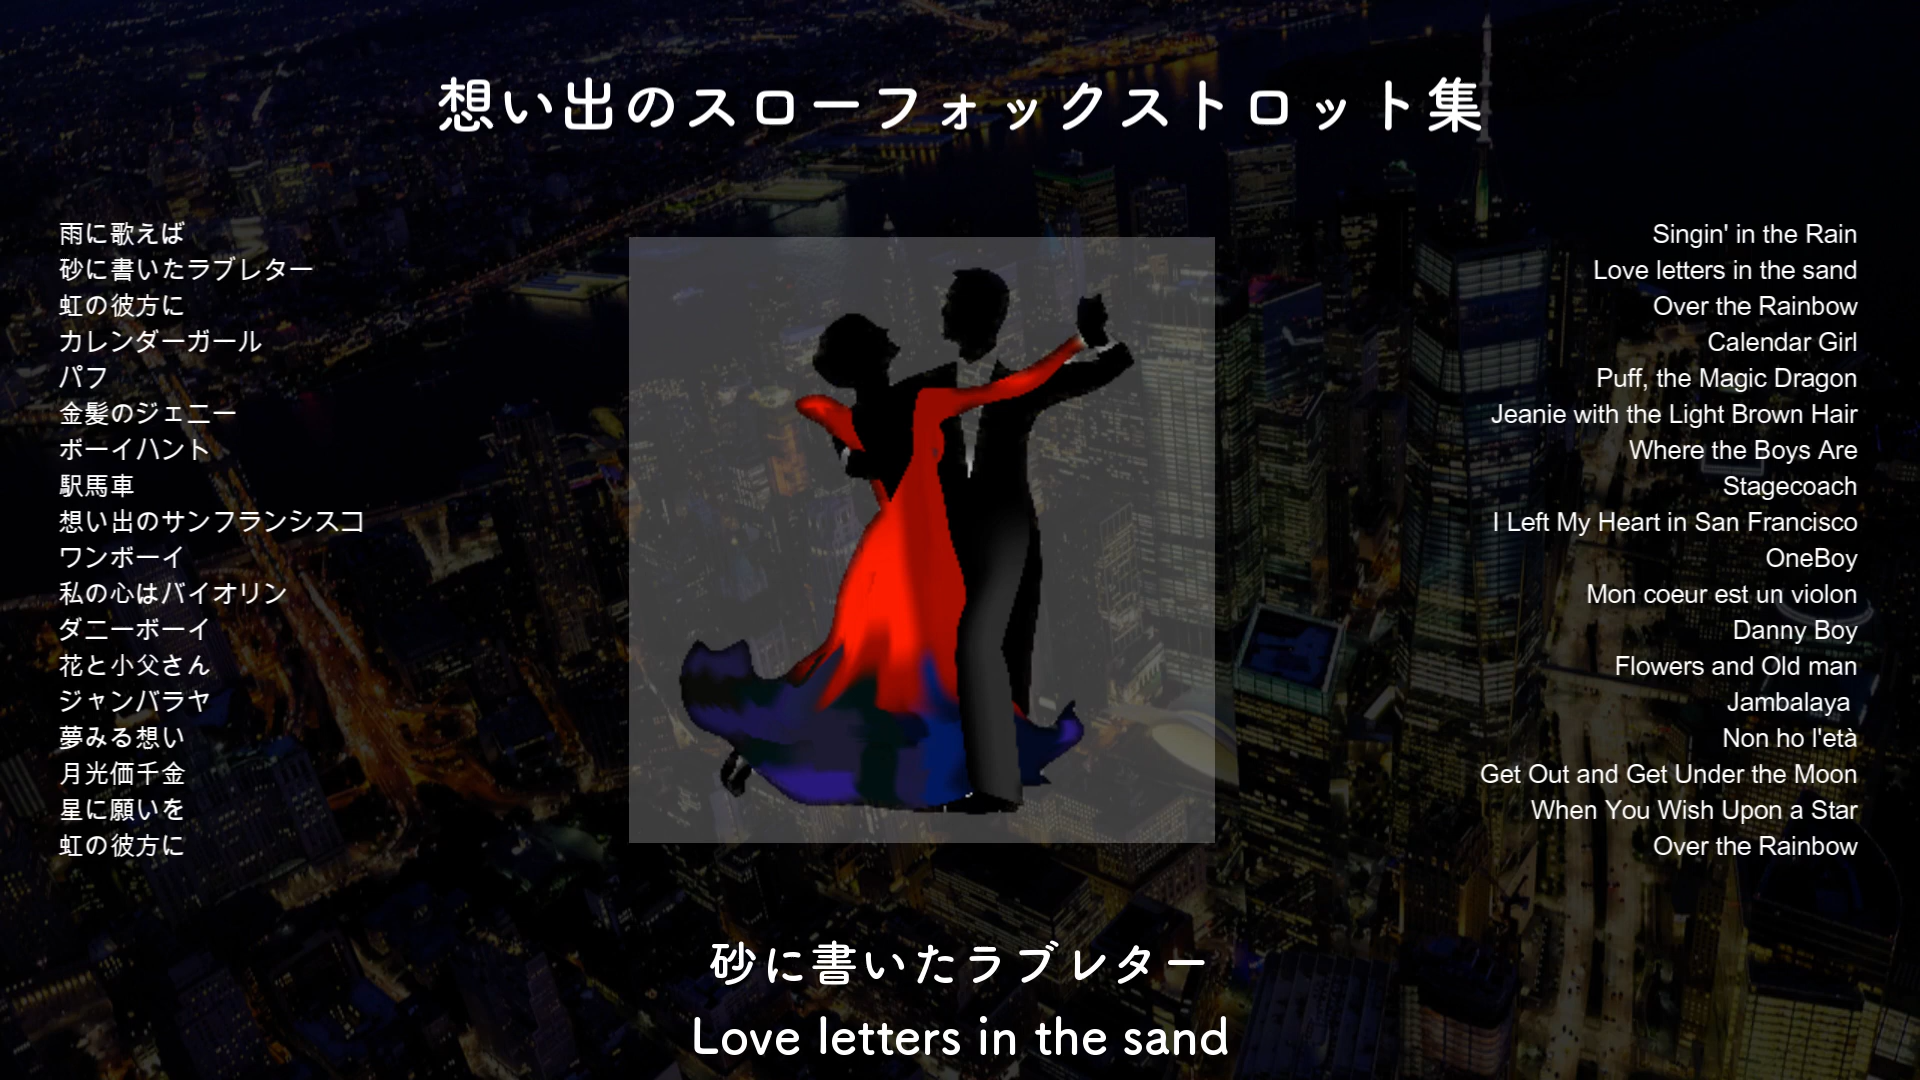 想い出のスローフォックストロット集
雨に歌えば
砂に書いたラブレター
虹の彼方に
カレンダーガール
パフ
金髪のジェニー
ボーイハント
駅馬車
想い出のサンフランシスコ
ワンボーイ
私の心はバイオリン
ダニーボーイ
花と小父さん
ジャンバラヤ
夢みる想い
月光価千金
星に願いを
虹の彼方に
Singin' in the Rain
Love letters in the sand
Over the Rainbow
Calendar Girl
Puff, the Magic Dragon
Jeanie with the Light Brown Hair
Where the Boys Are
Stagecoach
I Left My Heart in San Francisco
OneBoy
Mon coeur est un violon
Danny Boy
Flowers and Old man
Jambalaya
Non ho l'età
Get Out and Get Under the Moon
When You Wish Upon a Star
Over the Rainbow
砂に書いたラブレター
Love letters in the sand